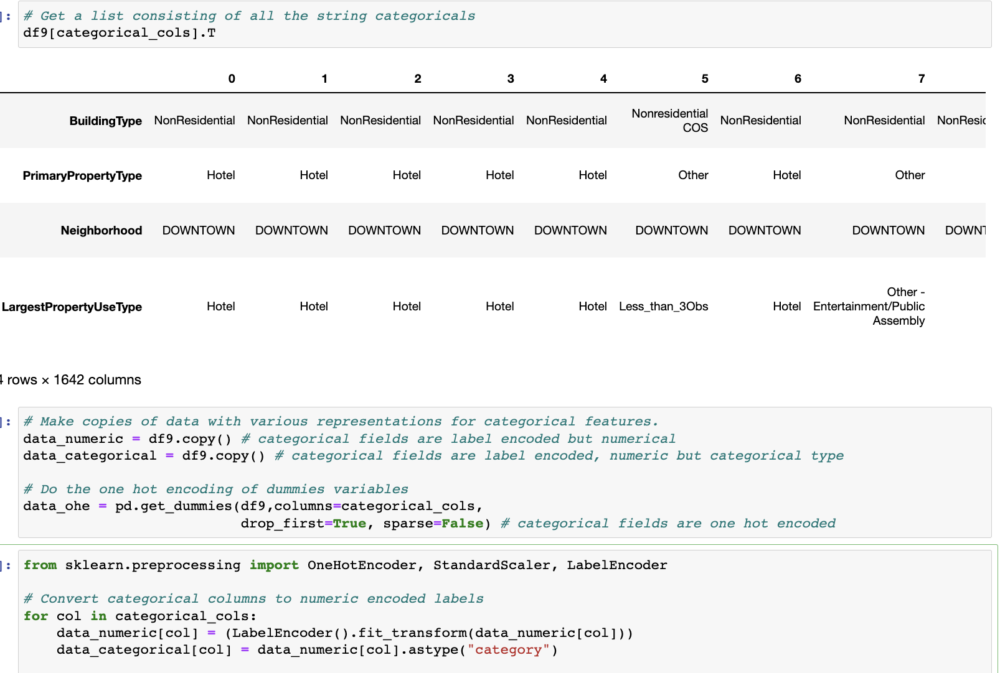 ]: # Get a list consisting of all the string categoricals
df9[categorical_cols].T
0 1 2 3 4 5 6 7
BuildingType NonResidential NonResidential NonResidential NonResidential NonResidential Nonresidential COS NonResidential NonResidential NonResid
PrimaryPropertyType Hotel Hotel Hotel Hotel Hotel Other Hotel Other
Neighborhood DOWNTOWN DOWNTOWN DOWNTOWN DOWNTOWN DOWNTOWN DOWNTOWN DOWNTOWN DOWNTOWN DOWNT
LargestPropertyUseType Hotel Hotel Hotel Hotel Hotel Less_than_3Obs Hotel Other - Entertainment/Public Assembly
4 rows × 1642 columns
]: # Make copies of data with various representations for categorical features.
data_numeric = df9.copy() # categorical fields are label encoded but numerical
data_categorical = df9.copy() # categorical fields are label encoded, numeric but categorical type
# Do the one hot encoding of dummies variables
data_ohe = pd.get_dummies(df9,columns=categorical_cols,
drop_first=True, sparse=False) # categorical fields are one hot encoded
]: from sklearn.preprocessing import OneHotEncoder, StandardScaler, LabelEncoder
# Convert categorical columns to numeric encoded labels
for col in categorical_cols:
data_numeric[col] = (LabelEncoder().fit_transform(data_numeric[col]))
data_categorical[col] = data_numeric[col].astype("category")